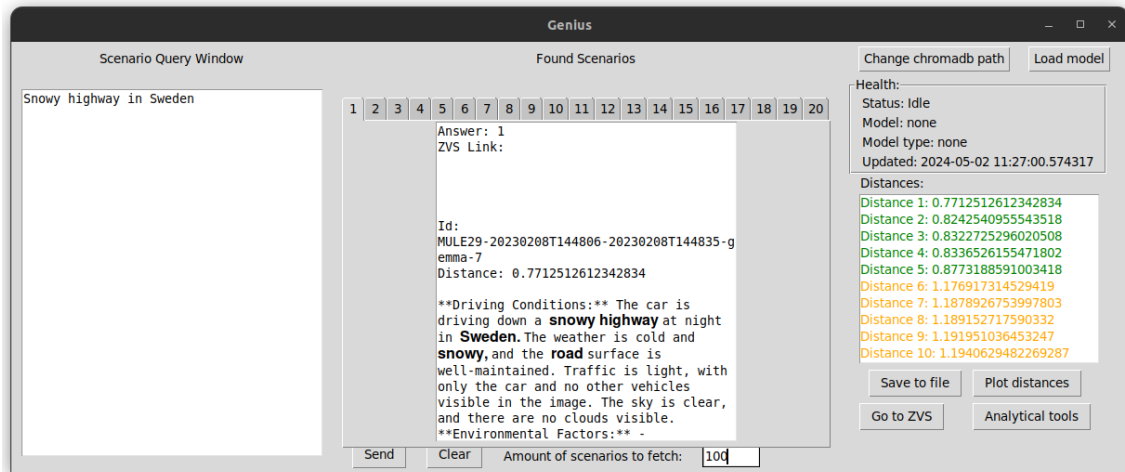 Genius
Scenario Query Window
Found Scenarios
Change chromadb path
Load model
Snowy highway in Sweden
1 2 3 4 5 6 7 8 9 10 11 12 13 14 15 16 17 18 19 20
Answer: 1
ZVS Link:
Id:
MULE29-20230208T144806-20230208T144835-g
emma-7
Distance: 0.7712512612342834
**Driving Conditions:** The car is
driving down a snowy highway at night
in Sweden. The weather is cold and
snowy, and the road surface is
well-maintained. Traffic is light, with
only the car and no other vehicles
visible in the image. The sky is clear,
and there are no clouds visible.
**Environmental Factors:** -
Send
Clear
Amount of scenarios to fetch:
100
Health:
Status: Idle
Model: none
Model type: none
Updated: 2024-05-02 11:27:00.574317
Distances:
Distance 1: 0.7712512612342834
Distance 2: 0.8242540955543518
Distance 3: 0.8322725296020508
Distance 4: 0.8336526155471802
Distance 5: 0.8773188591003418
Distance 6: 1.176917314529419
Distance 7: 1.1878926753997803
Distance 8: 1.189152717590332
Distance 9: 1.191951036453247
Distance 10: 1.1940629482269287
Save to file
Plot distances
Go to ZVS
Analytical tools